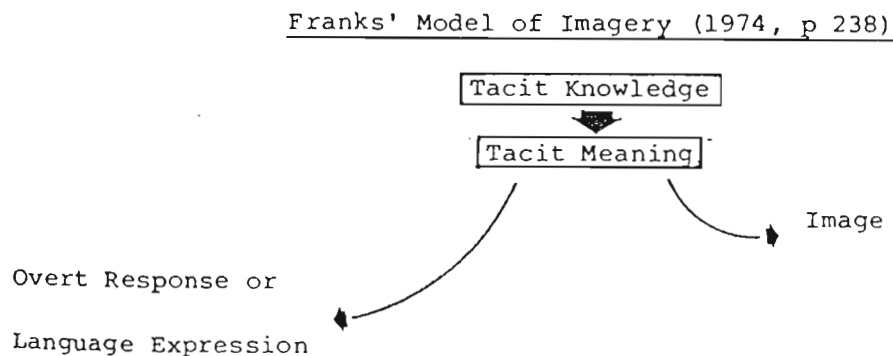 Franks' Model of Imagery (1974, p 238)
Tacit Knowledge
Tacit Meaning
Image
Overt Response or
Language Expression